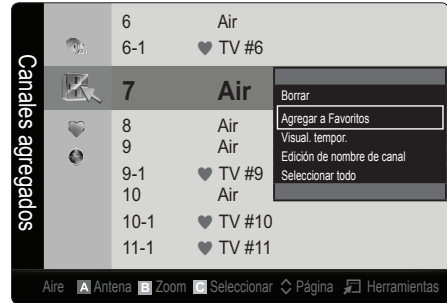 Canales agregados
6 Air
6-1 ♥ TV #6
7 Air
8 Air
9 Air
9-1 ♥ TV #9
10 Air
10-1 ♥ TV #10
11-1 ♥ TV #11
Borrar
Agregar a Favoritos
Visual. tempor.
Edición de nombre de canal
Seleccionar todo
Aire A Antena B Zoom C Seleccionar Página Herramientas